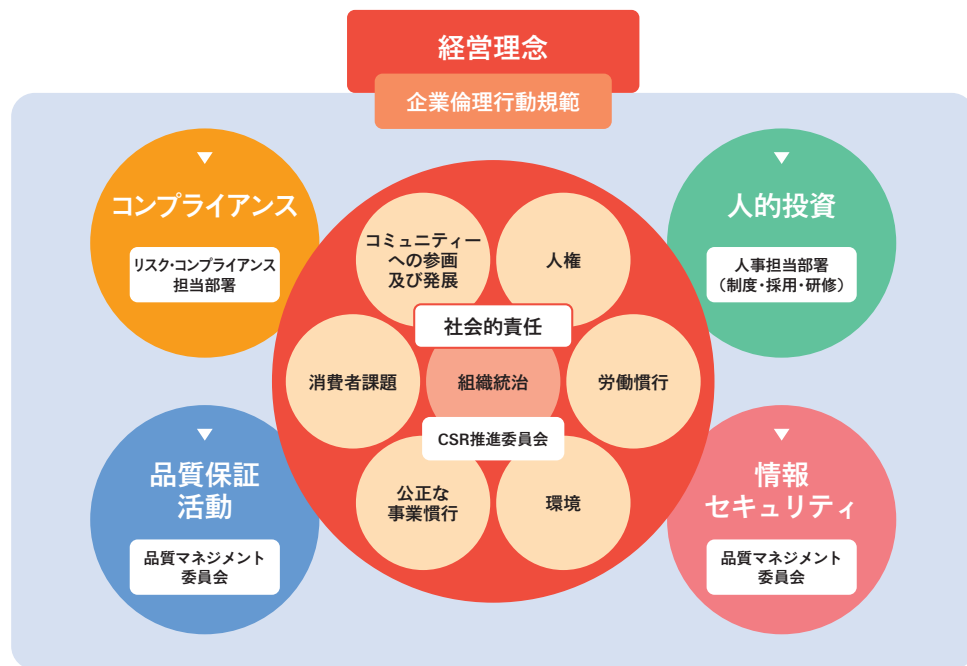 経営理念
企業倫理行動規範
コンプライアンス
リスク・コンプライアンス
担当部署
人的投資
人事担当部署
（制度・採用・研修）
コミュニティー
への参画
及び発展
人権
社会的責任
消費者課題
組織統治
労働慣行
CSR推進委員会
公正な
事業慣行
環境
品質保証
活動
品質マネジメント
委員会
情報
セキュリティ
品質マネジメント
委員会